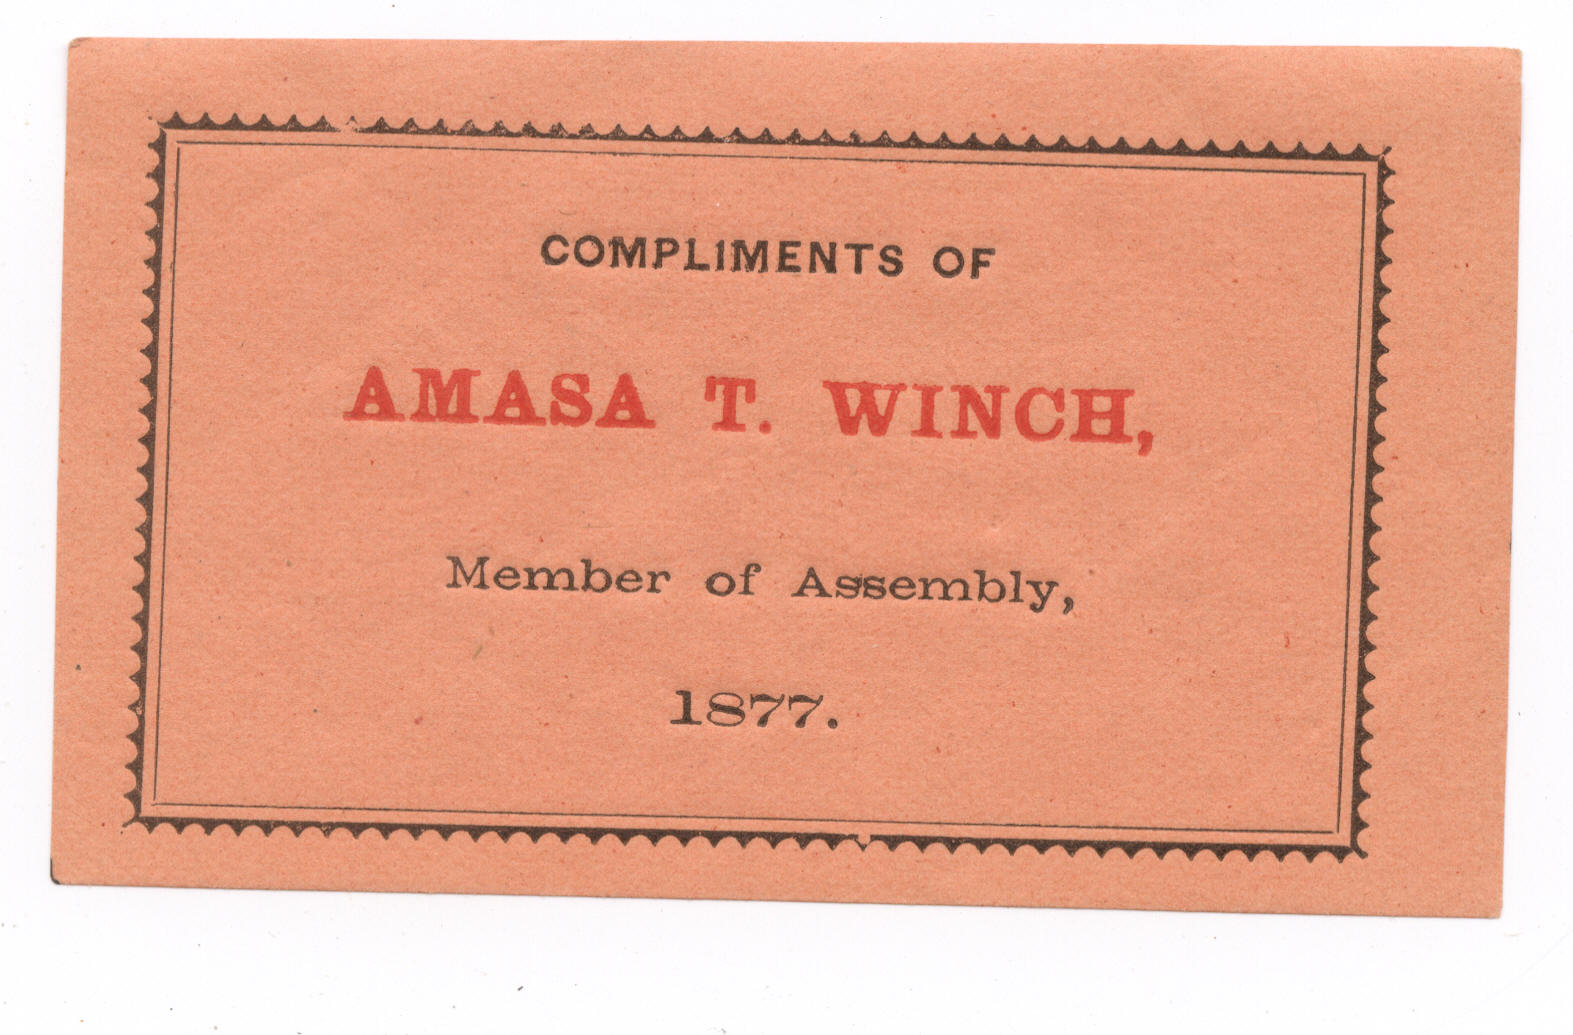 COMPLIMENTS OF
AMASA T. WINCH,
Member of Assembly,
1877.